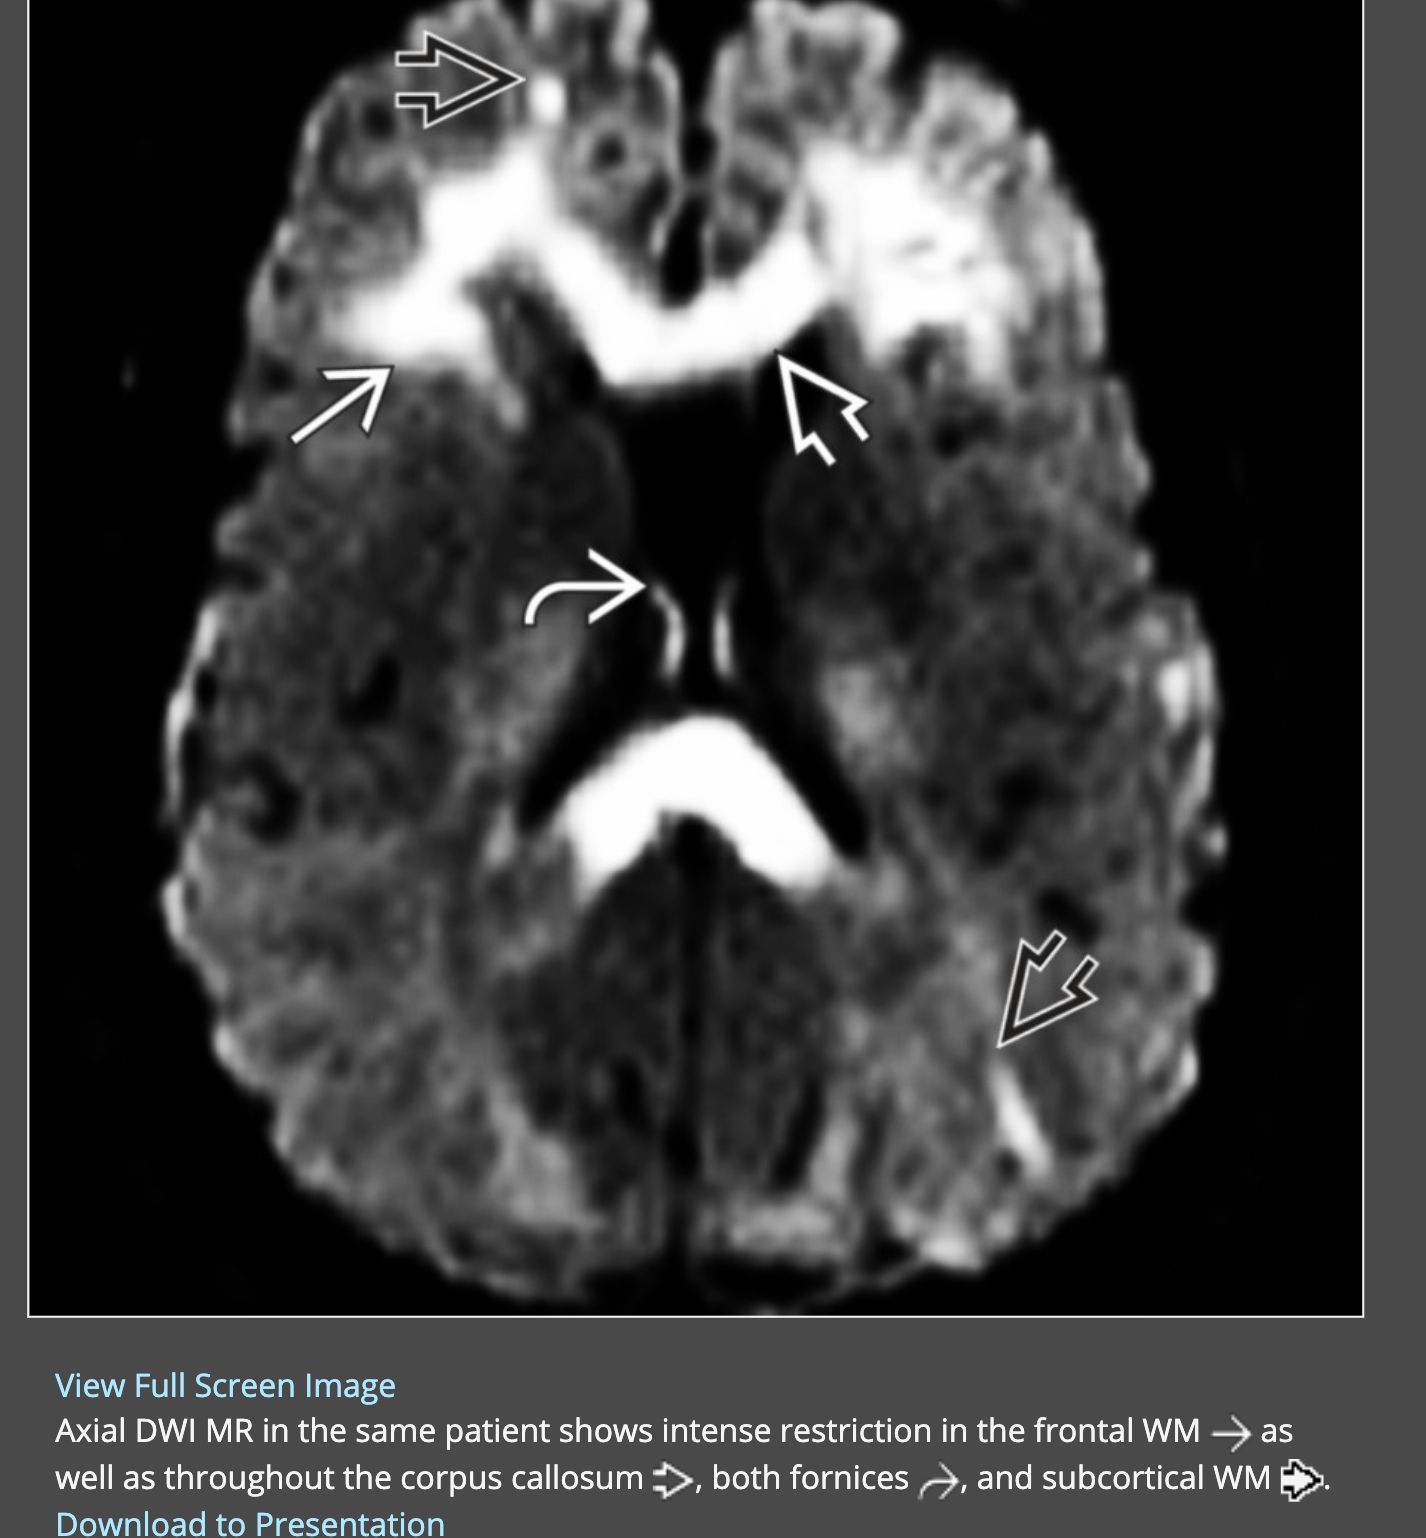 View Full Screen Image
Axial DWI MR in the same patient shows intense restriction in the frontal WM as
well as throughout the corpus callosum , both fornices , and subcortical WM .
Download to Presentation